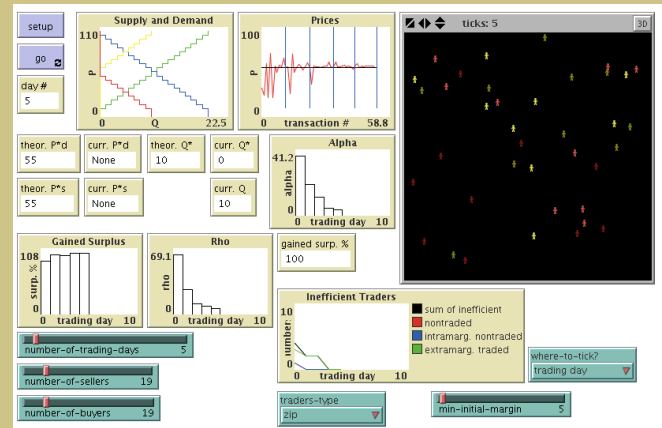 setup
go
day #
5
Supply and Demand
110
P
0
0
Q
22.5
Prices
100
P
0
0
transaction #
58.8
ticks: 5
3D
theor. P*d
55
curr. P*d
None
theor. Q*
10
curr. Q*
0
theor. P*s
55
curr. P*s
None
curr. Q
10
Alpha
41.2
alpha
0
0
trading day
10
Gained Surplus
108
surp. %
0
0
trading day
10
Rho
69.1
rho
0
0
trading day
10
gained surp. %
100
Inefficient Traders
10
number:
0
0
trading day
10
sum of inefficient
nontraded
intramarg. nontraded
extramarg. traded
number-of-trading-days 5
number-of-sellers 19
number-of-buyers 19
where-to-tick?
trading day
traders-type
zip
min-initial-margin 5